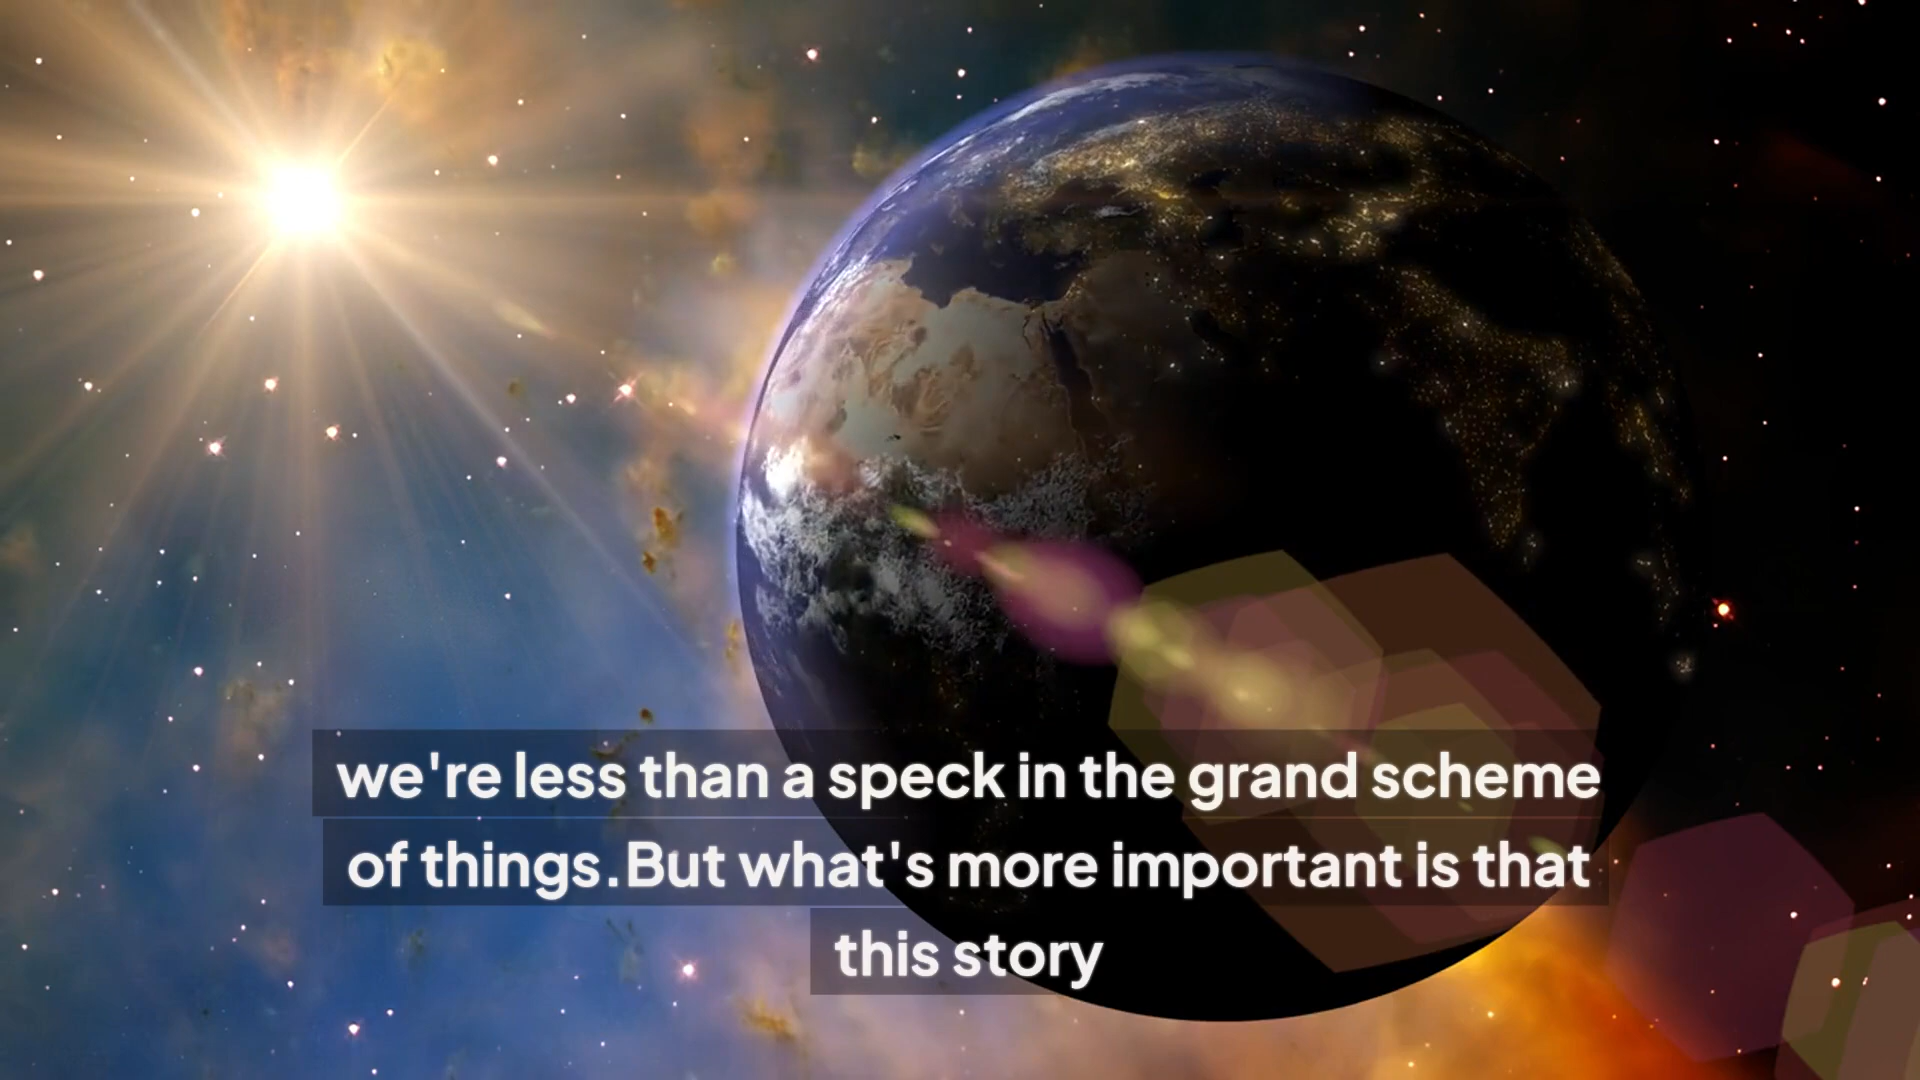 we're less than a speck in the grand scheme
of things.But what's more important is that
this story